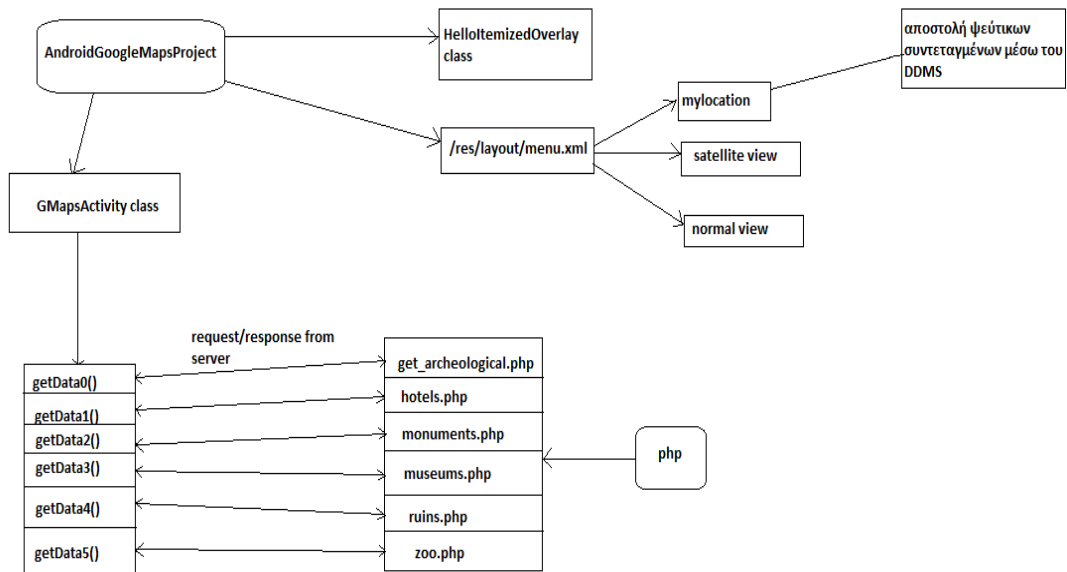 AndroidGoogleMapsProject
HelloItemizedOverlay
class
αποστολή ψεύτικων
συντεταγμένων μέσω του
DDMS
mylocation
/res/layout/menu.xml
satellite view
normal view
GMapsActivity class
request/response from
server
getData0()
getData1()
getData2()
getData3()
getData4()
getData5()
get_archeological.php
hotels.php
monuments.php
museums.php
ruins.php
zoo.php
php